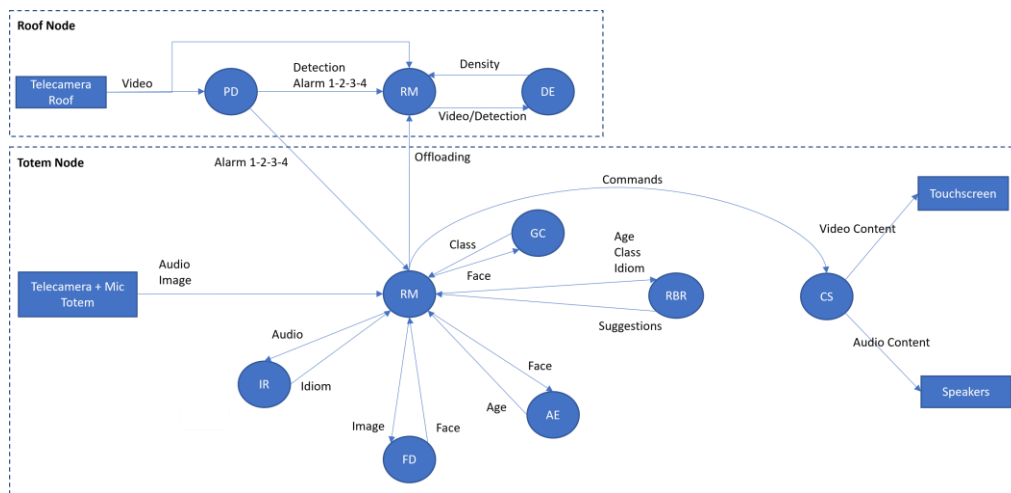 Roof Node
Telecamera
Roof
Video
PD
Detection
Alarm 1-2-3-4
RM
Density
Video/Detection
DE
Totem Node
Alarm 1-2-3-4
Offloading
Commands
Touchscreen
Video Content
Telecamera + Mic
Totem
Audio
Image
RM
Class
Face
GC
Age
Class
Idiom
RBR
Suggestions
CS
Audio Content
Speakers
Audio
IR
Idiom
Image
Face
FD
Face
Age
AE